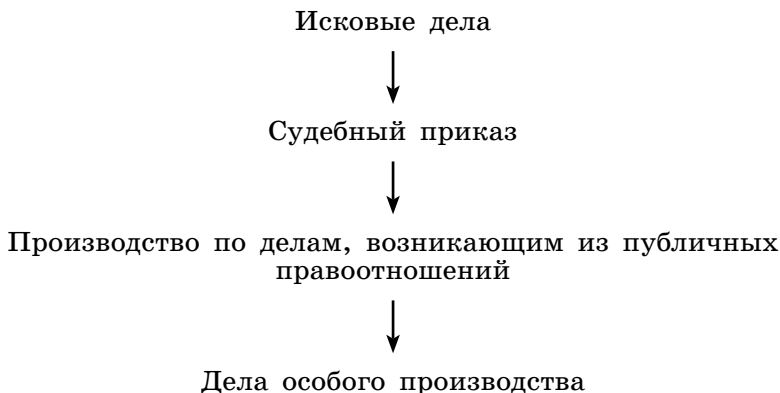 Исковые дела
Судебный приказ
Производство по делам, возникающим из публичных
правоотношений
Дела особого производства